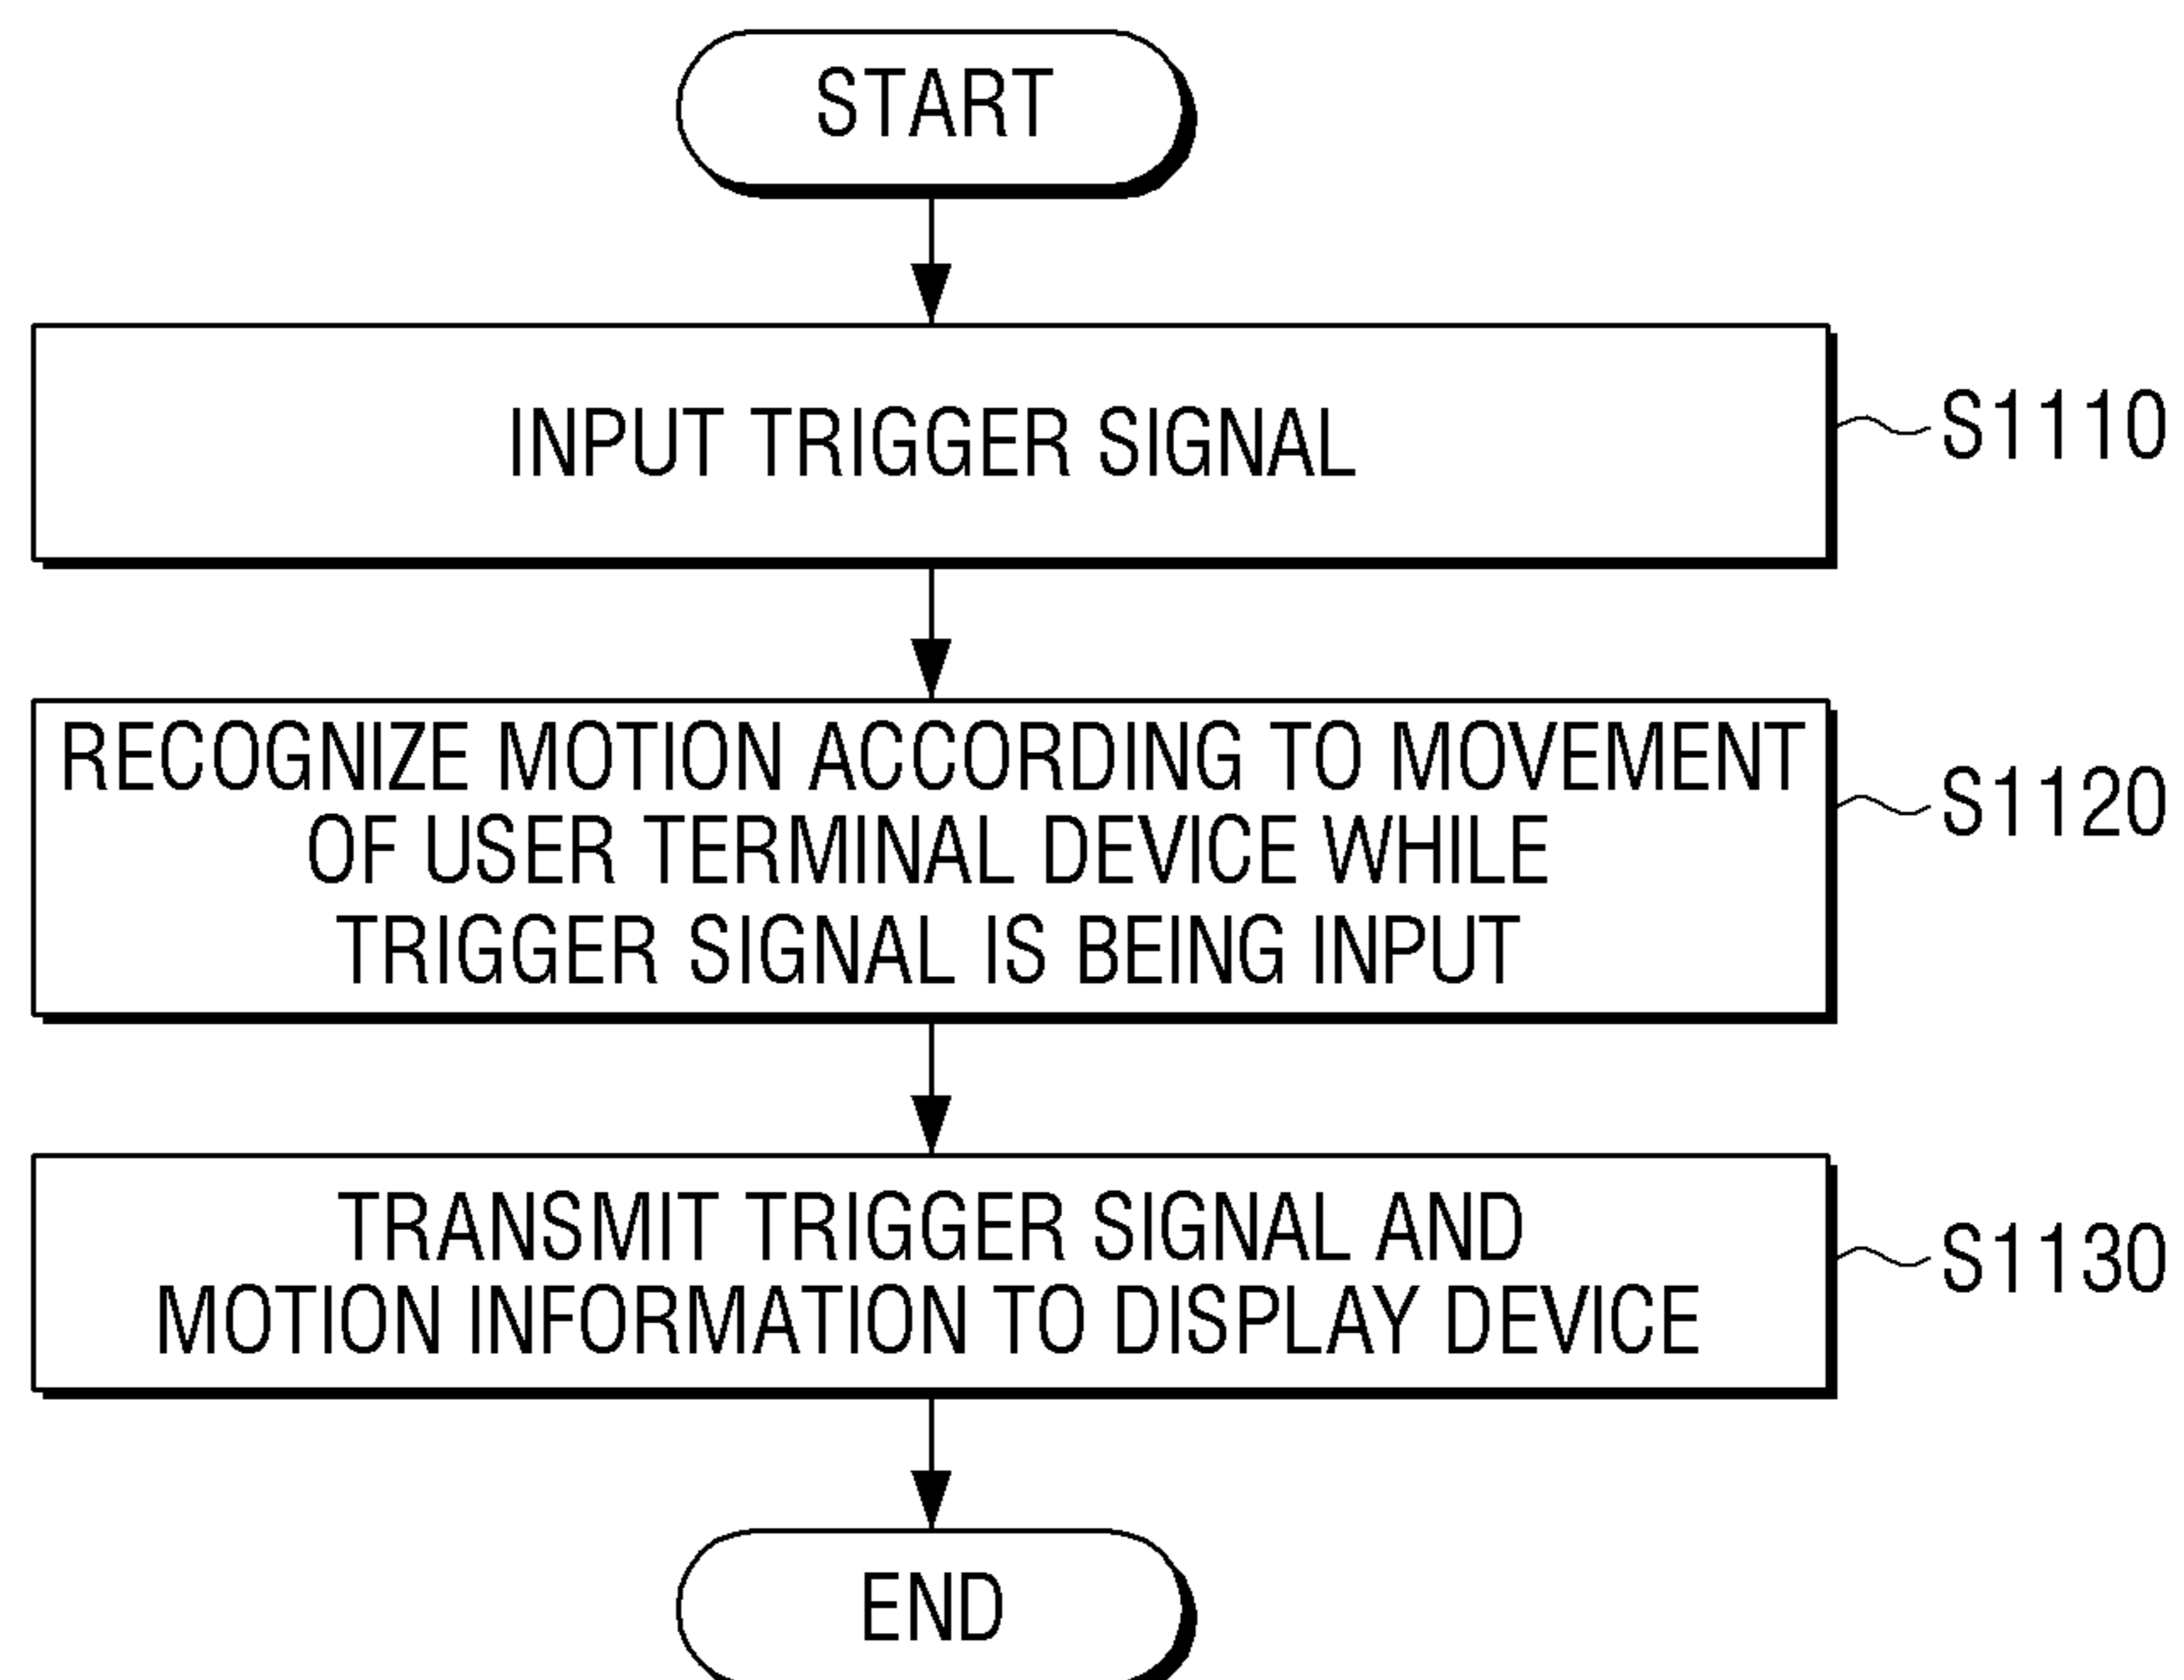 START
INPUT TRIGGER SIGNAL
S1110
RECOGNIZE MOTION ACCORDING TO MOVEMENT
OF USER TERMINAL DEVICE WHILE
TRIGGER SIGNAL IS BEING INPUT
S1120
TRANSMIT TRIGGER SIGNAL AND
MOTION INFORMATION TO DISPLAY DEVICE
S1130
END